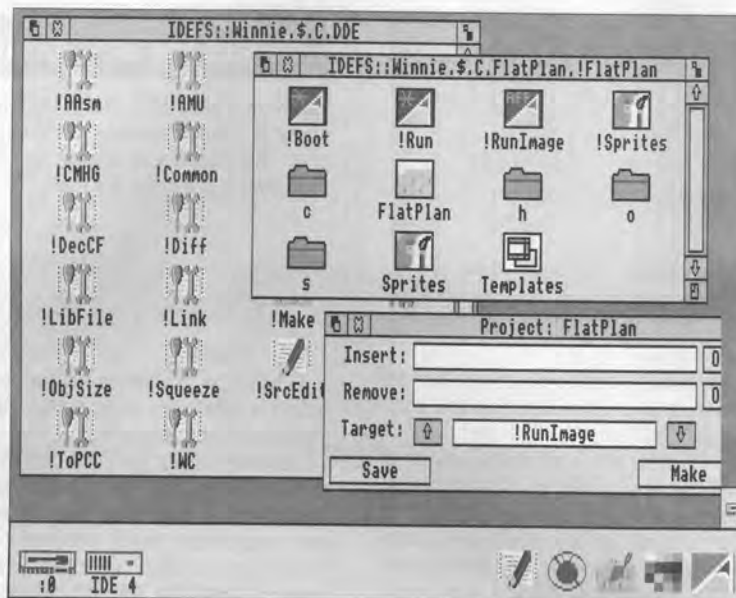 IDEFS::Winnie.$.C.DDE
!AAsm !AMU
!CMHG !Common
!DecCF !Diff
!LibFile !Link !Make
!ObjSize !Squeeze !SrcEdit
!ToPCC !WC
IDEFS::Winnie.$.C.FlatPlan.!FlatPlan
!Boot !Run !RunImage !Sprites
c FlatPlan h o
s Sprites Templates
Project: FlatPlan
Insert:
Remove:
Target: !RunImage
Save Make
:0 IDE 4